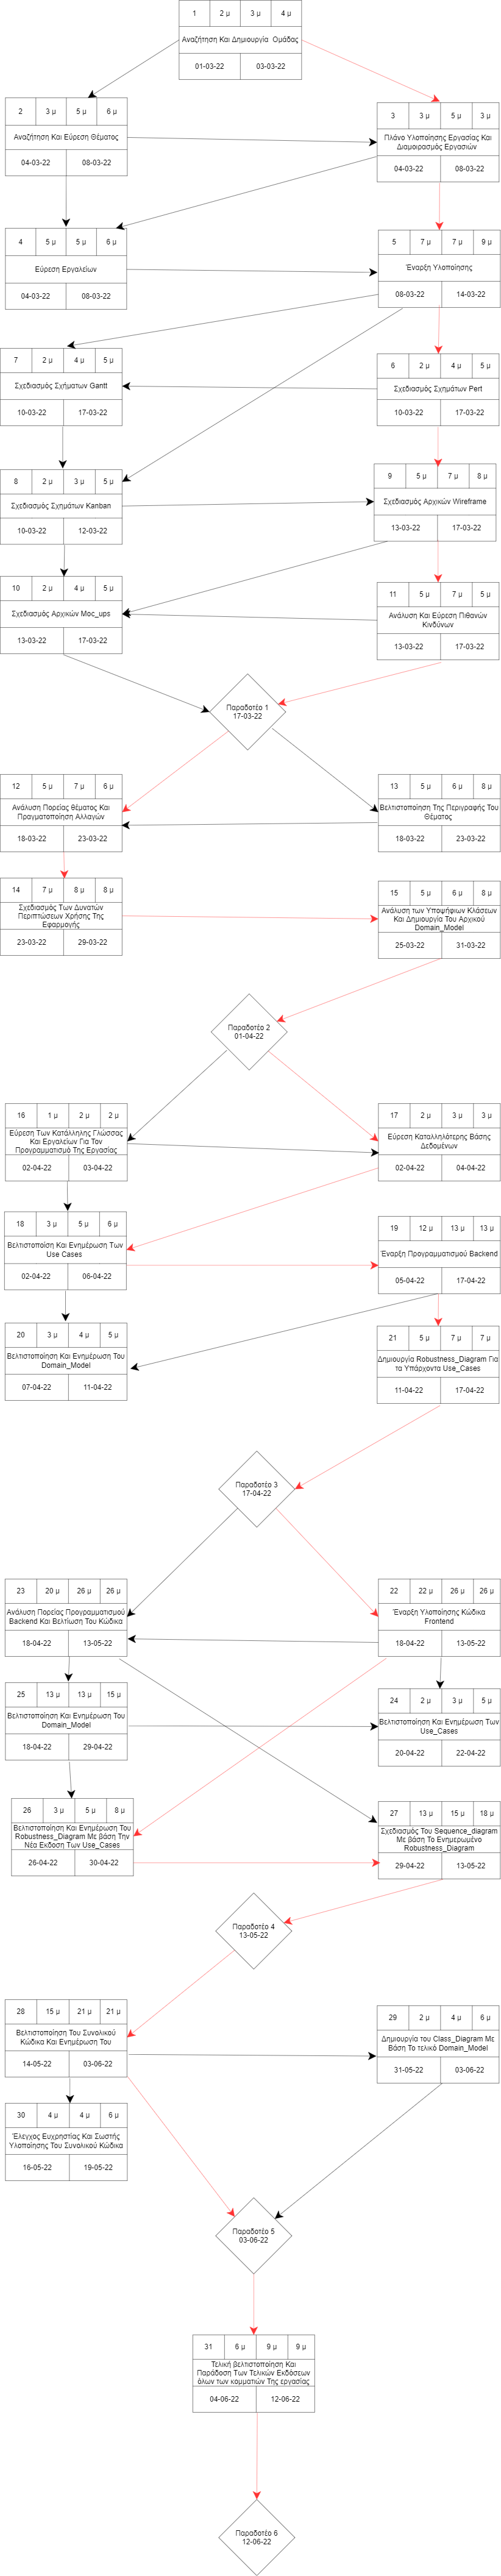 1 2 μ 3 μ 4 μ
Αναζήτηση Και Δημιουργία Ομάδας
01-03-22 03-03-22
2 3 μ 5 μ 6 μ
Αναζήτηση Και Εύρεση Θέματος
04-03-22 08-03-22
3 3 μ 5 μ 3 μ
Πλάνο Υλοποίησης Εργασίας Και
Διαμοιρασμός Εργασιών
04-03-22 08-03-22
4 5 μ 5 μ 6 μ
Εύρεση Εργαλείων
04-03-22 08-03-22
5 7 μ 7 μ 9 μ
Έναρξη Υλοποίησης
08-03-22 14-03-22
7 2 μ 4 μ 5 μ
Σχεδιασμός Σχήματων Gantt
10-03-22 17-03-22
6 2 μ 4 μ 5 μ
Σχεδιασμός Σχημάτων Pert
10-03-22 17-03-22
8 2 μ 3 μ 5 μ
Σχεδιασμός Σχημάτων Kanban
10-03-22 12-03-22
9 5 μ 7 μ 8 μ
Σχεδιασμός Αρχικών Wireframe
13-03-22 17-03-22
10 2 μ 4 μ 5 μ
Σχεδιασμός Αρχικών Moc_ups
13-03-22 17-03-22
11 5 μ 7 μ 5 μ
Ανάλυση Και Εύρεση Πιθανών
Κινδύνων
13-03-22 17-03-22
Παραδοτέο 1
17-03-22
12 5 μ 7 μ 6 μ
Ανάλυση Πορείας θέματος Και
Πραγματοποίηση Αλλαγών
18-03-22 23-03-22
13 5 μ 6 μ 8 μ
Βελτιστοποίηση Της Περιγραφής Του
Θέματος
18-03-22 23-03-22
14 7 μ 8 μ 8 μ
Σχεδιασμός Των Δυνατών
Περιπτώσεων Χρήσης Της
Εφαρμογής
23-03-22 29-03-22
15 5 μ 6 μ 8 μ
Ανάλυση των Υποψήφιων Κλάσεων
Και Δημιουργία Του Αρχικού
Domain_Model
25-03-22 31-03-22
Παραδοτέο 2
01-04-22
16 1 μ 2 μ 2 μ
Εύρεση Των Κατάλληλης Γλώσσας
Και Εργαλείων Για Τον
Προγραμματισμό Της Εργασίας
02-04-22 03-04-22
17 2 μ 3 μ 3 μ
Εύρεση Καταλληλότερης Βάσης
Δεδομένων
02-04-22 04-04-22
18 3 μ 5 μ 6 μ
Βελτιστοποίση Και Ενημέρωση Των
Use Cases
02-04-22 06-04-22
19 12 μ 13 μ 13 μ
Έναρξη Προγραμματισμού Backend
05-04-22 17-04-22
20 3 μ 4 μ 5 μ
Βελτιστοποίηση Και Ενημέρωση Του
Domain_Model
07-04-22 11-04-22
21 5 μ 7 μ 7 μ
Δημιουργία Robustness_Diagram Για
τα Υπάρχοντα Use_Cases
11-04-22 17-04-22
Παραδοτέο 3
17-04-22
23 20 μ 26 μ 26 μ
Ανάλυση Πορείας Προγραμματισμού
Backend Και Βελτίωση Του Κώδικα
18-04-22 13-05-22
22 22 μ 26 μ 26 μ
Έναρξη Υλοποίησης Κώδικα
Frontend
18-04-22 13-05-22
25 13 μ 13 μ 15 μ
Βελτιστοποίηση Και Ενημέρωση Του
Domain_Model
18-04-22 29-04-22
24 2 μ 3 μ 5 μ
Βελτιστοποίηση Και Ενημέρωση Των
Use_Cases
20-04-22 22-04-22
26 3 μ 5 μ 8 μ
Βελτιστοποίηση Και Ενημέρωση Του
Robustness_Diagram Με βάση Την
Νέα Εκδοση Των Use_Cases
26-04-22 30-04-22
27 13 μ 15 μ 18 μ
Σχεδιασμός Του Sequence_diagram
Με βάση Το Ενημερωμένο
Robustness_Diagram
29-04-22 13-05-22
Παραδοτέο 4
13-05-22
28 15 μ 21 μ 21 μ
Βελτιστοποίηση Του Συνολικού
Κώδικα Και Ενημέρωση Του
14-05-22 03-06-22
29 2 μ 4 μ 6 μ
Δημιουργία του Class_Diagram Με
Βάση Το τελικό Domain_Model
31-05-22 03-06-22
30 4 μ 4 μ 6 μ
Έλεγχος Ευχρηστίας Και Σωστής
Υλοποίησης Του Συνολικού Κώδικα
16-05-22 19-05-22
Παραδοτέο 5
03-06-22
31 6 μ 9 μ 9 μ
Τελική βελτιστοποίηση Και
Παράδοση Των Τελικών Εκδόσεων
όλων των κομματιών Της εργασίας
04-06-22 12-06-22
Παραδοτέο 6
12-06-22